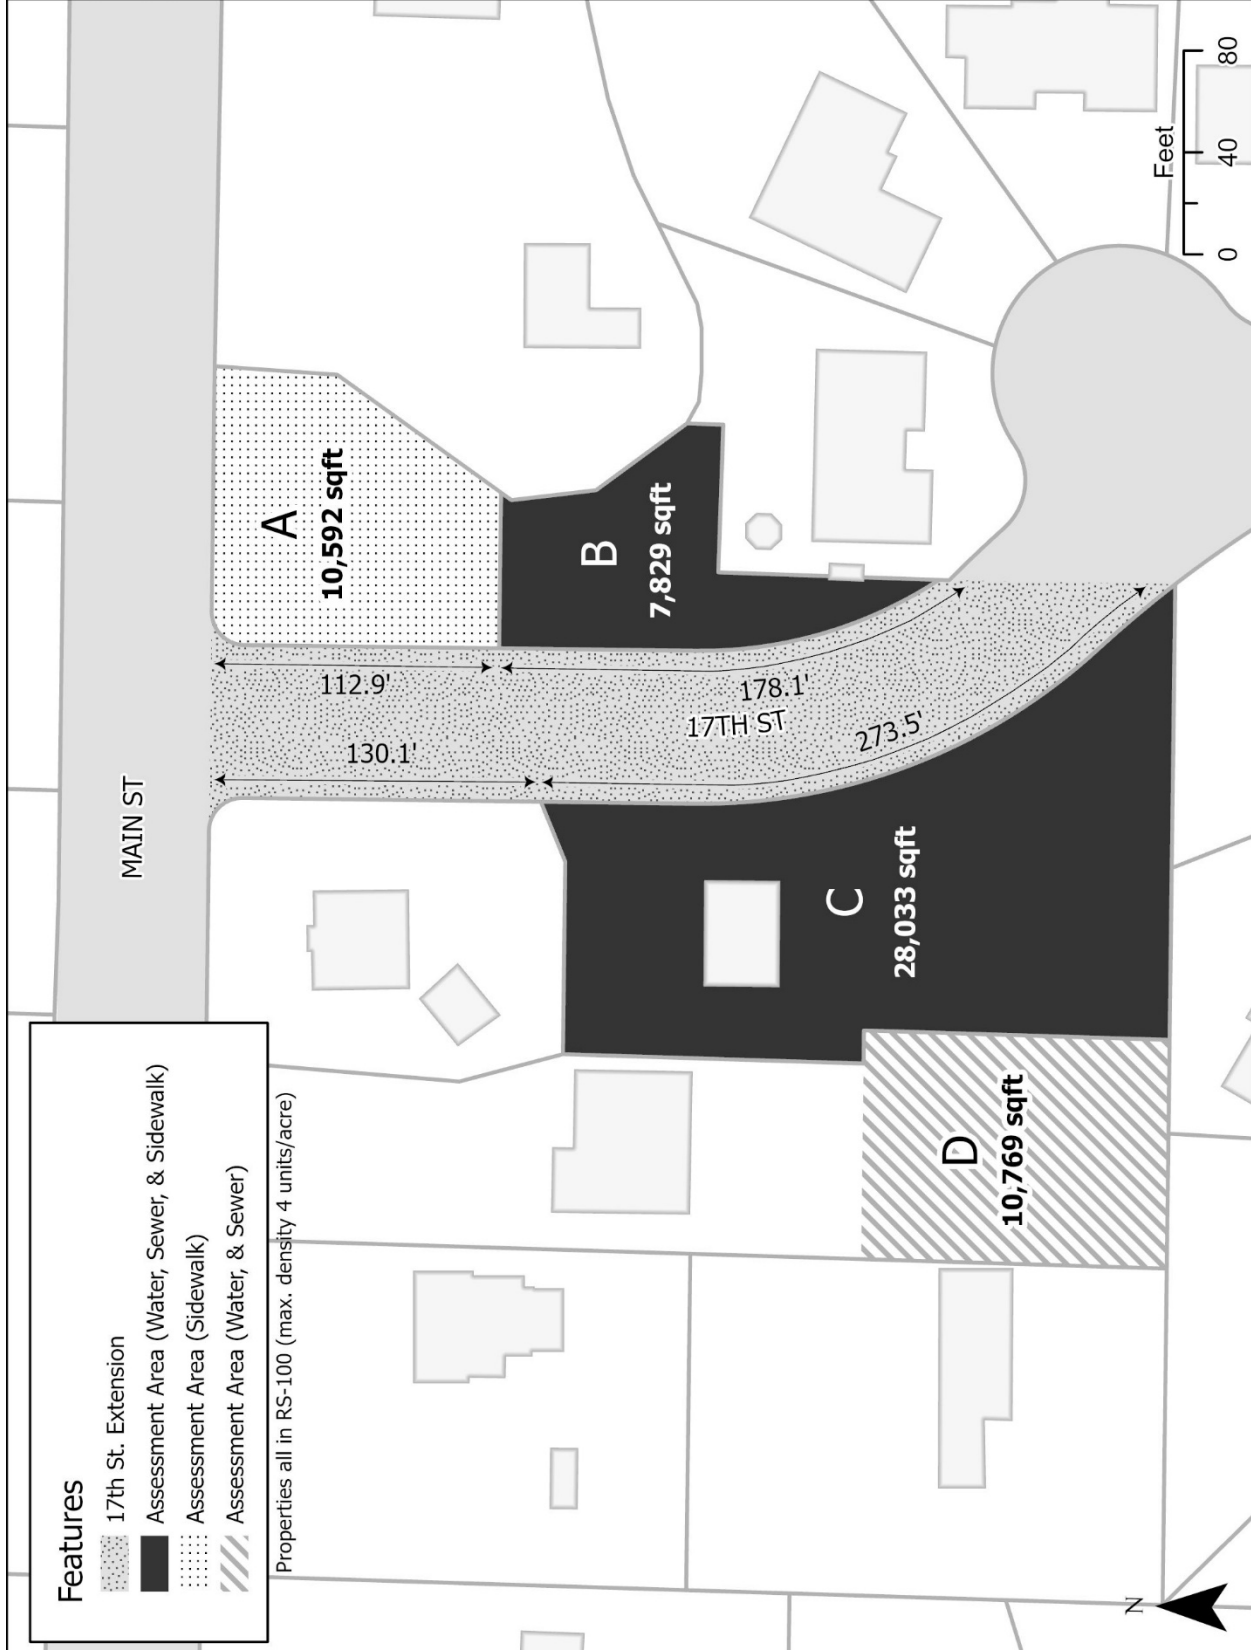 Features
17th St. Extension
Assessment Area (Water, Sewer, & Sidewalk)
Assessment Area (Sidewalk)
Assessment Area (Water, & Sewer)
Properties all in RS-100 (max. density 4 units/acre)
MAIN ST
A
10,592 sqft
112.9'
130.1'
B
7,829 sqft
178.1'
17TH ST
273.5'
C
28,033 sqft
D
10,769 sqft
N
Feet
0 40 80